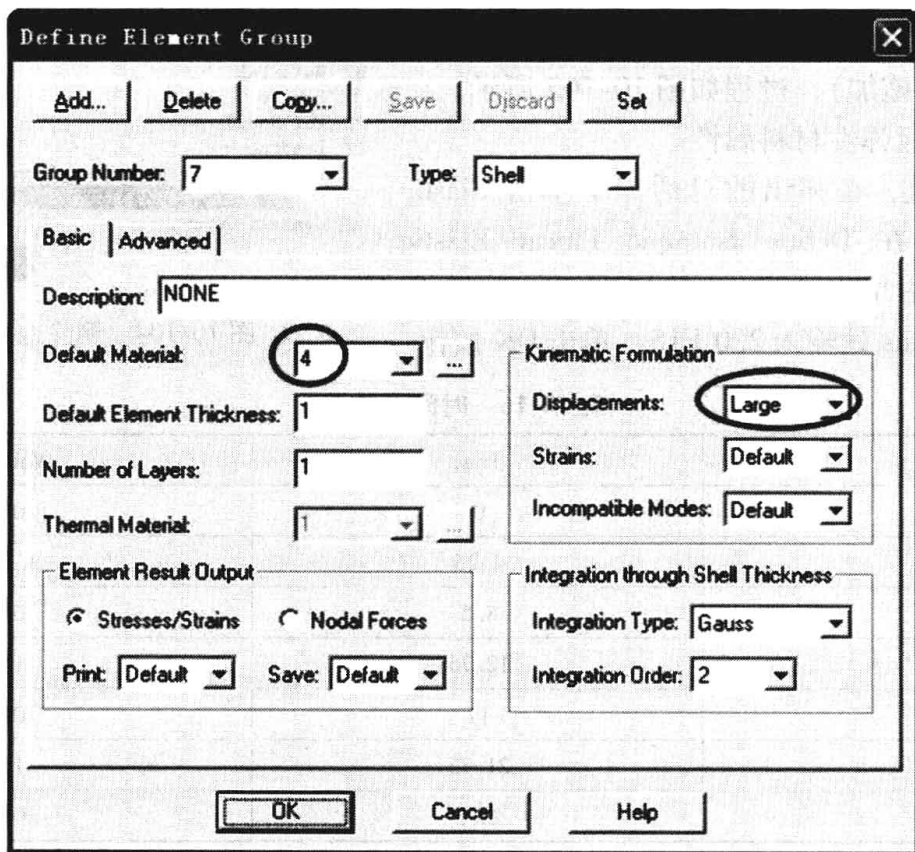 Define Element Group
Add... Delete Copy... Save Discard Set
Group Number: 7 Type: Shell
Basic Advanced
Description: NONE
Default Material: 4 ...
Default Element Thickness: 1
Number of Layers: 1
Thermal Material: 1 ...
Kinematic Formulation
Displacements: Large
Strains: Default
Incompatible Modes: Default
Element Result Output
Stresses/Strains Nodal Forces
Print: Default Save: Default
Integration through Shell Thickness
Integration Type: Gauss
Integration Order: 2
OK Cancel Help